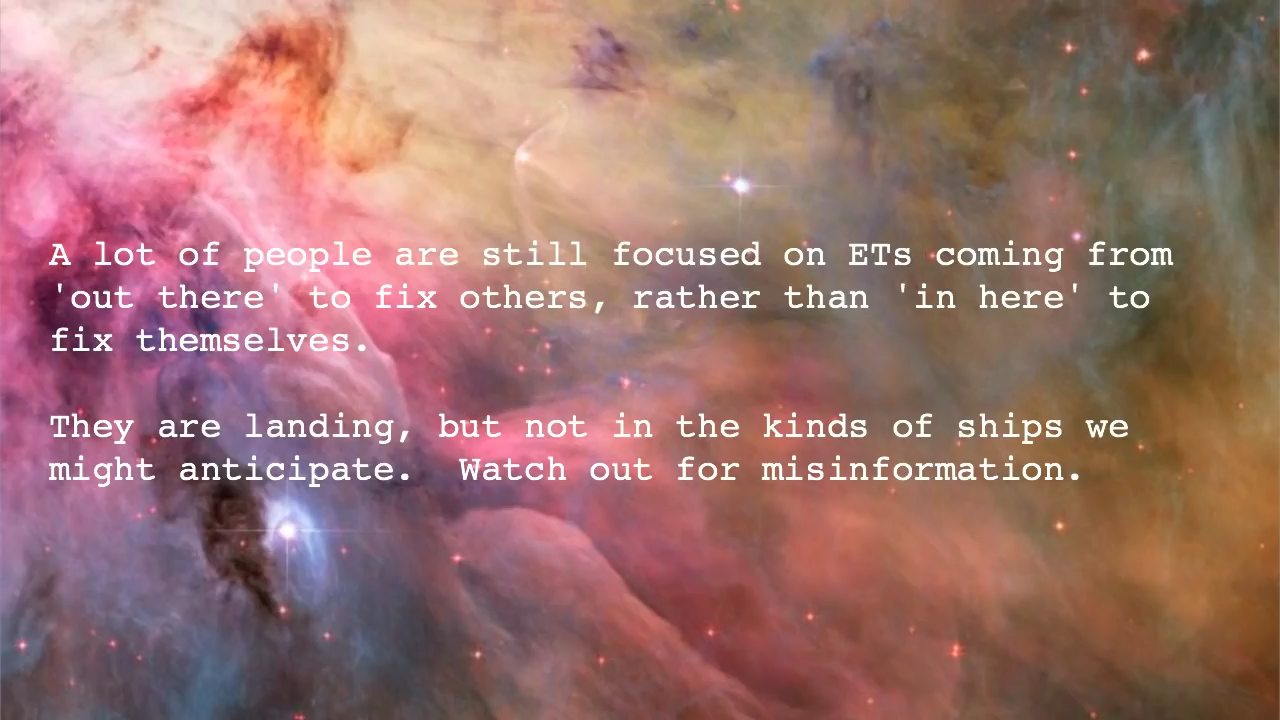 A lot of people are still focused on ETs coming from
'out there' to fix others, rather than 'in here' to
fix themselves.
They are landing, but not in the kinds of ships we
might anticipate.  Watch out for misinformation.